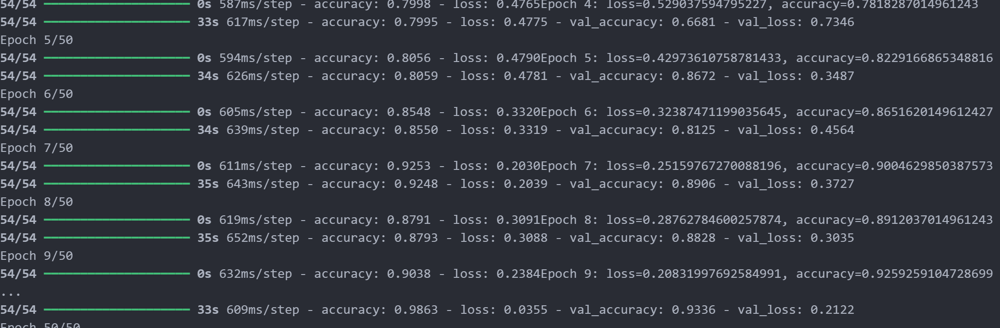 54/54 ━━━━━━━━━━━━━━━━━━━━ 0s 587ms/step - accuracy: 0.7998 - loss: 0.4765Epoch 4: loss=0.529037594795227, accuracy=0.7818287014961243
54/54 ━━━━━━━━━━━━━━━━━━━━ 33s 617ms/step - accuracy: 0.7995 - loss: 0.4775 - val_accuracy: 0.6681 - val_loss: 0.7346
Epoch 5/50
54/54 ━━━━━━━━━━━━━━━━━━━━ 0s 594ms/step - accuracy: 0.8056 - loss: 0.4790Epoch 5: loss=0.42973610758781433, accuracy=0.8229166865348816
54/54 ━━━━━━━━━━━━━━━━━━━━ 34s 626ms/step - accuracy: 0.8059 - loss: 0.4781 - val_accuracy: 0.8672 - val_loss: 0.3487
Epoch 6/50
54/54 ━━━━━━━━━━━━━━━━━━━━ 0s 605ms/step - accuracy: 0.8548 - loss: 0.3320Epoch 6: loss=0.32387471199035645, accuracy=0.8651620149612427
54/54 ━━━━━━━━━━━━━━━━━━━━ 34s 639ms/step - accuracy: 0.8550 - loss: 0.3319 - val_accuracy: 0.8125 - val_loss: 0.4564
Epoch 7/50
54/54 ━━━━━━━━━━━━━━━━━━━━ 0s 611ms/step - accuracy: 0.9253 - loss: 0.2030Epoch 7: loss=0.25159767270088196, accuracy=0.9004629850387573
54/54 ━━━━━━━━━━━━━━━━━━━━ 35s 643ms/step - accuracy: 0.9248 - loss: 0.2039 - val_accuracy: 0.8906 - val_loss: 0.3727
Epoch 8/50
54/54 ━━━━━━━━━━━━━━━━━━━━ 0s 619ms/step - accuracy: 0.8791 - loss: 0.3091Epoch 8: loss=0.28762784600257874, accuracy=0.8912037014961243
54/54 ━━━━━━━━━━━━━━━━━━━━ 35s 652ms/step - accuracy: 0.8793 - loss: 0.3088 - val_accuracy: 0.8828 - val_loss: 0.3035
Epoch 9/50
54/54 ━━━━━━━━━━━━━━━━━━━━ 0s 632ms/step - accuracy: 0.9038 - loss: 0.2384Epoch 9: loss=0.20831997692584991, accuracy=0.9259259104728699
...
54/54 ━━━━━━━━━━━━━━━━━━━━ 33s 609ms/step - accuracy: 0.9863 - loss: 0.0355 - val_accuracy: 0.9336 - val_loss: 0.2122
Epoch 50/50